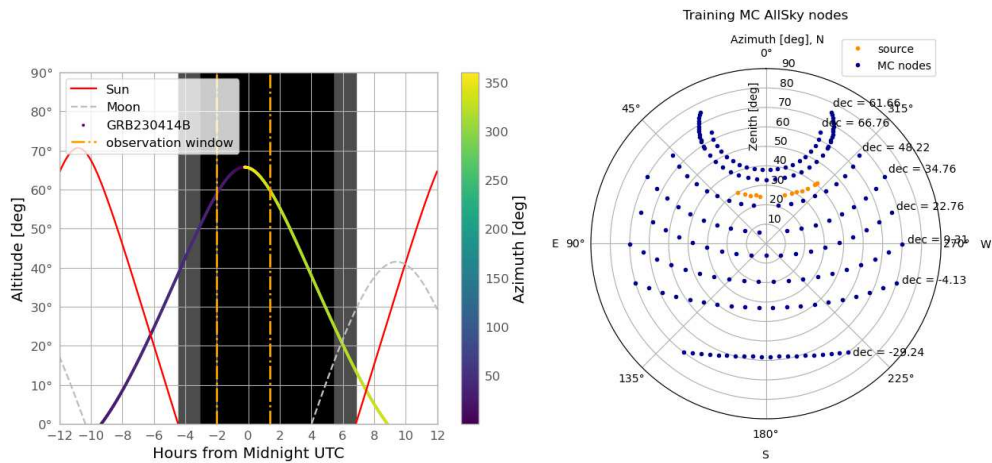 90°
80°
70°
60°
50°
40°
30°
20°
10°
0°
Altitude [deg]
Sun
Moon
GRB230414B
observation window
−12 −10 −8 −6 −4 −2 0 2 4 6 8 10 12
Hours from Midnight UTC
350
300
250
200
150
100
50
Azimuth [deg]
Training MC AllSky nodes
Azimuth [deg], N
0°
source
MC nodes
90
80
70
60
50
40
30
20
10
Zenith [deg]
45°
315°
E 90°
270° W
135°
225°
180°
S
dec = 61.66
dec = 66.76
dec = 48.22
dec = 34.76
dec = 22.76
dec = -4.13
dec = -29.24